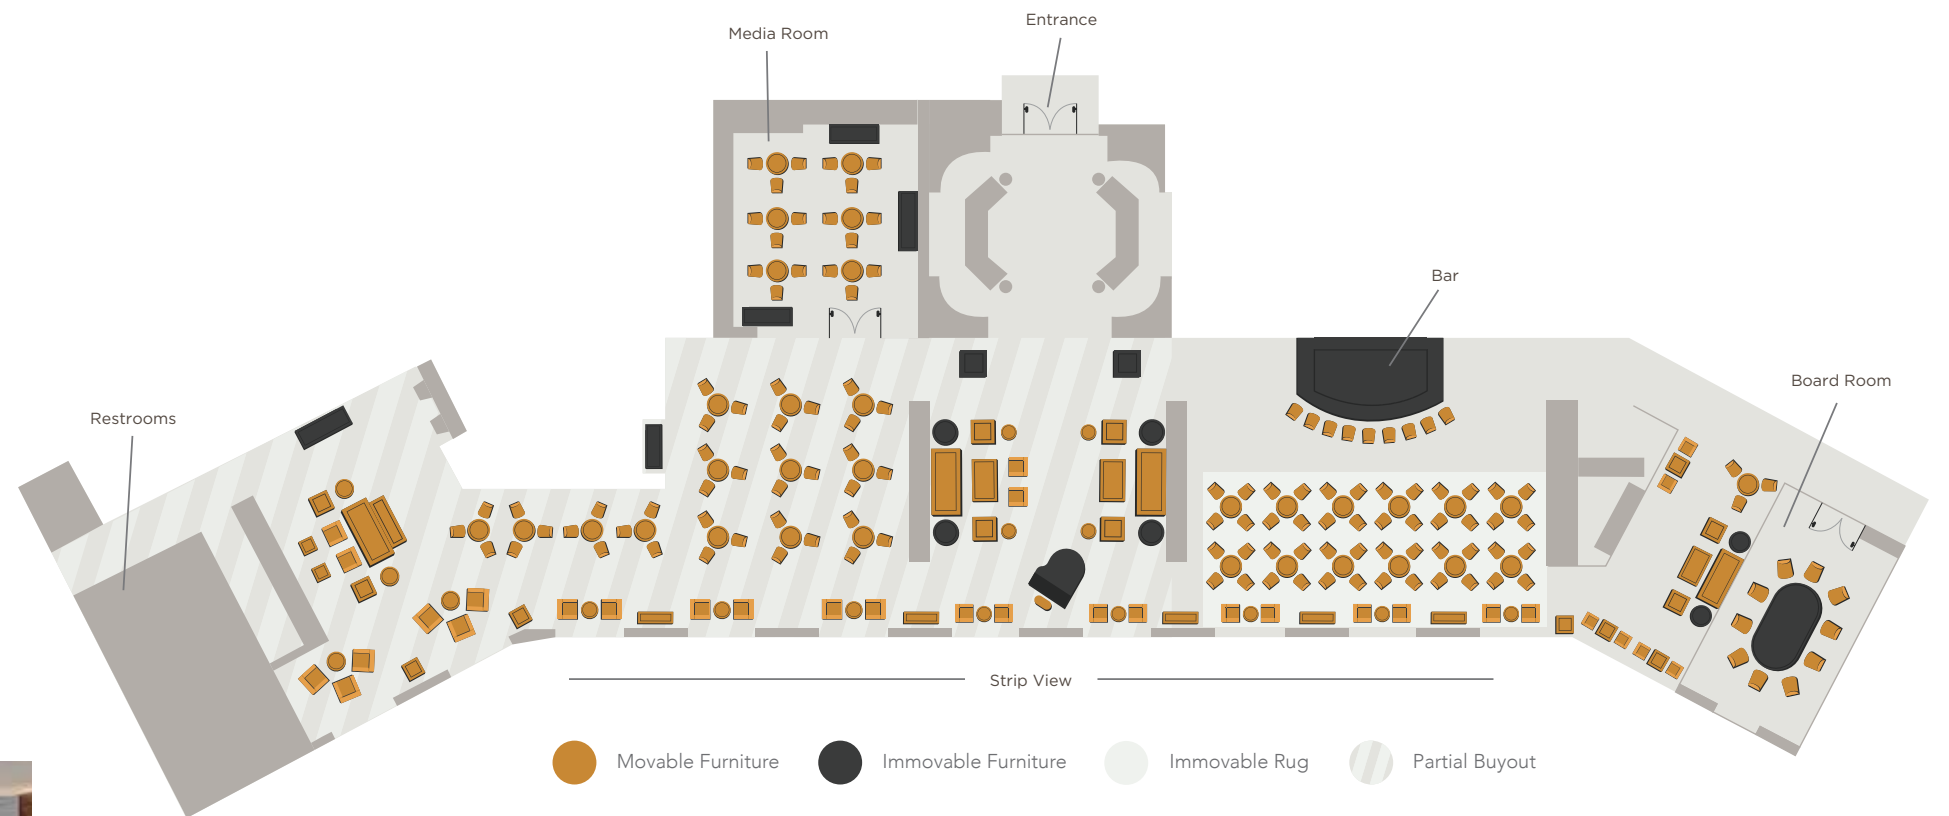 Entrance
Media Room
Bar
Board Room
Restrooms
Strip View
Movable Furniture
Immovable Furniture
Immovable Rug
Partial Buyout